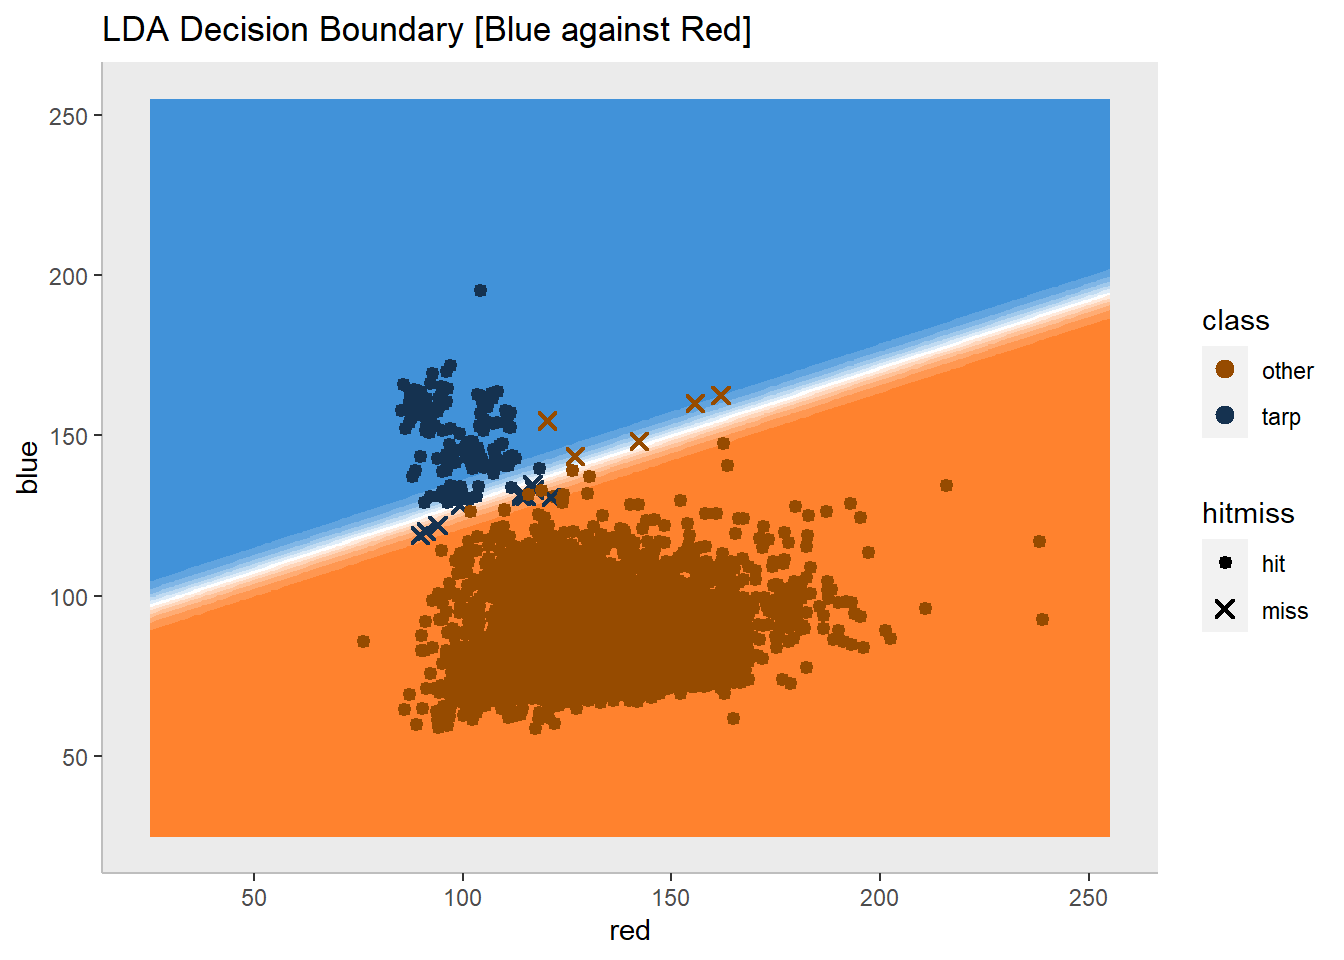 LDA Decision Boundary [Blue against Red]
250
200
150
100
50
blue
50
100
150
200
250
red
class
other
tarp
hitmiss
hit
miss